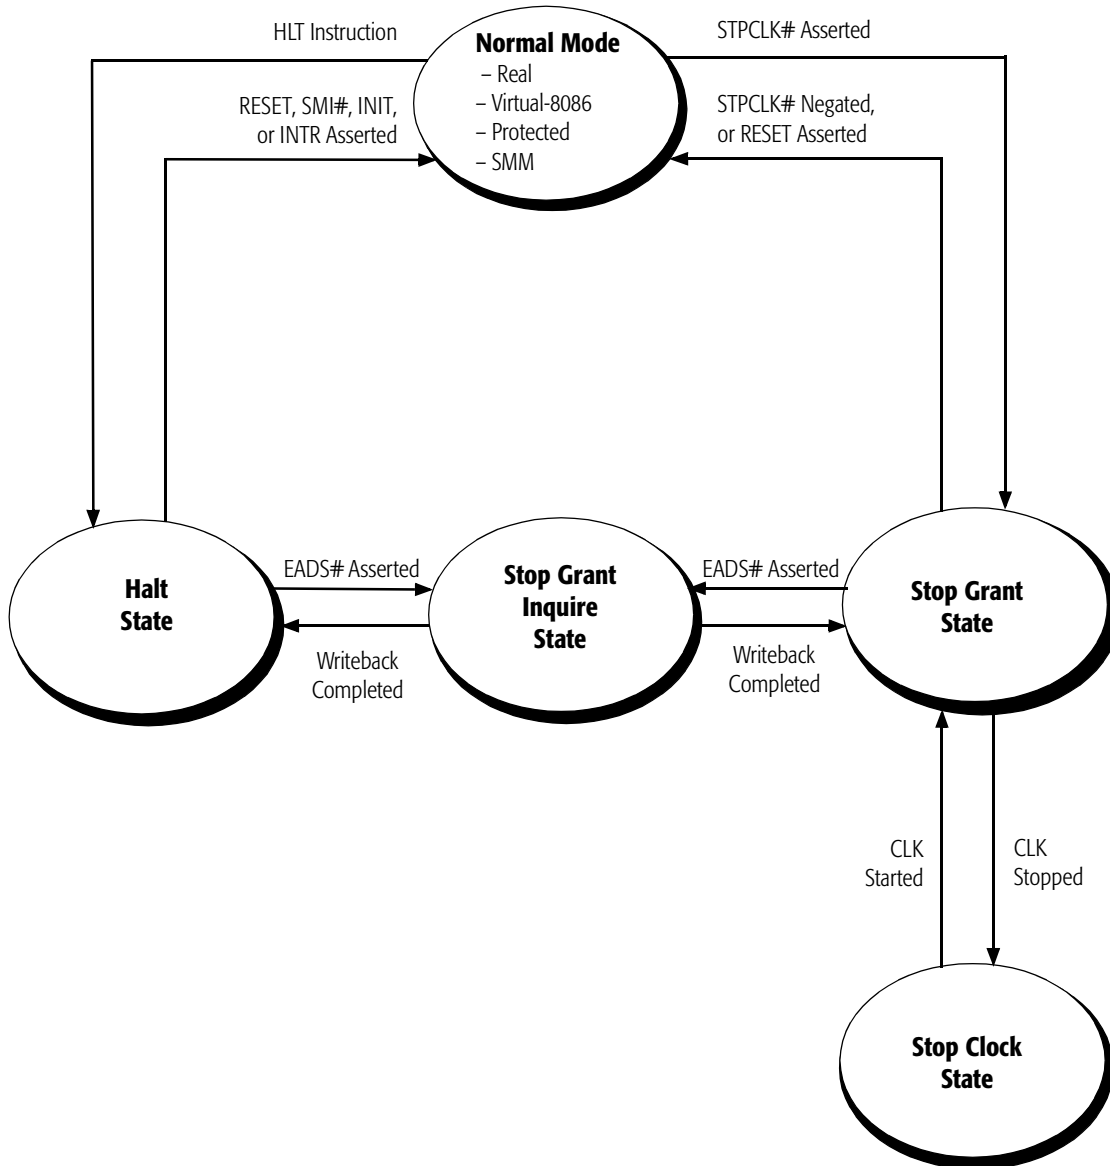 HLT Instruction
Normal Mode
– Real
– Virtual-8086
– Protected
– SMM
STPCLK# Asserted
RESET, SMI#, INIT,
or INTR Asserted
STPCLK# Negated,
or RESET Asserted
Halt
State
EADS# Asserted
Writeback
Completed
Stop Grant
Inquire
State
EADS# Asserted
Writeback
Completed
Stop Grant
State
CLK
Started
CLK
Stopped
Stop Clock
State